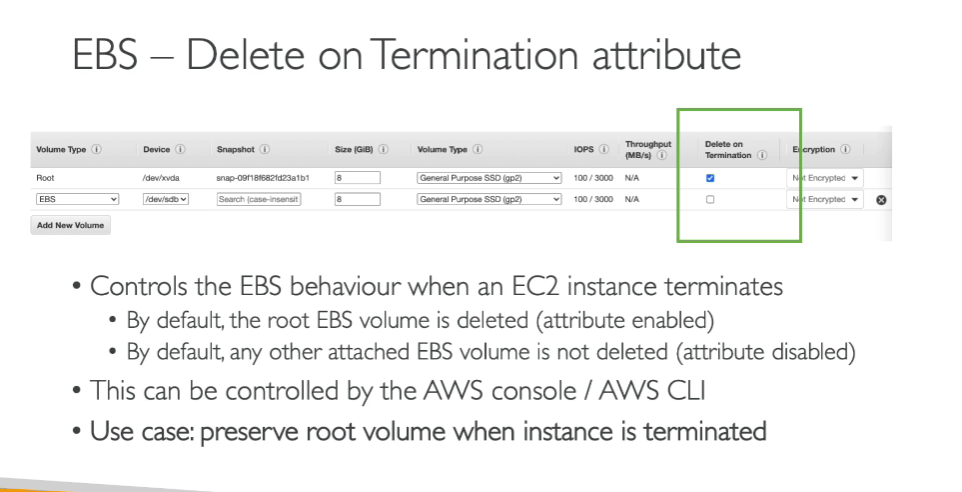 EBS – Delete on Termination attribute
Volume Type Device Snapshot Size (GiB) Volume Type IOPS Throughput (MB/s) Delete on Termination Encryption
Root /dev/xvda snap-09f18f682fd23a1b1 8 General Purpose SSD (gp2) 100 / 3000 N/A Not Encrypted
EBS /dev/sdb Search (case-insensit 8 General Purpose SSD (gp2) 100 / 3000 N/A Not Encrypted
Add New Volume
• Controls the EBS behaviour when an EC2 instance terminates
• By default, the root EBS volume is deleted (attribute enabled)
• By default, any other attached EBS volume is not deleted (attribute disabled)
• This can be controlled by the AWS console / AWS CLI
• Use case: preserve root volume when instance is terminated